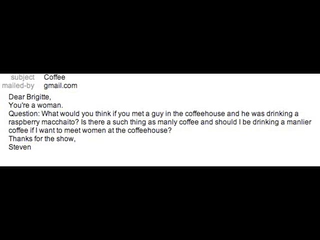 subject Coffee
mailed-by gmail.com
Dear Brigitte,
You're a woman.
Question: What would you think if you met a guy in the coffeehouse and he was drinking a
raspberry macchaito? Is there a such thing as manly coffee and should I be drinking a manlier
coffee if I want to meet women at the coffeehouse?
Thanks for the show,
Steven